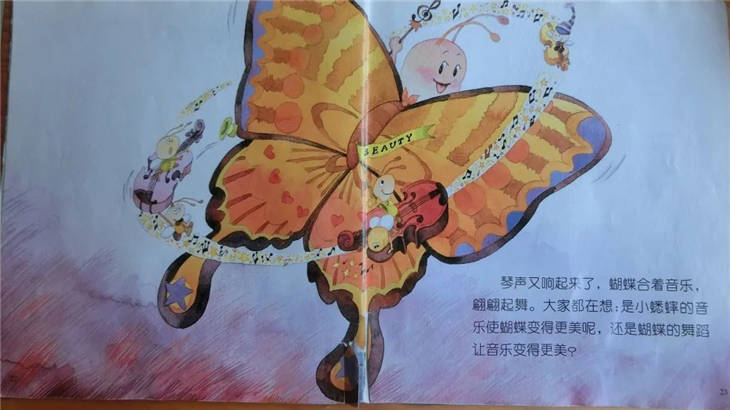 BEAUTY
琴声又响起来了，蝴蝶合着音乐，
翩翩起舞。大家都在想：是小蟋蟀的音
乐使蝴蝶变得更美呢，还是蝴蝶的舞蹈
让音乐变得更美？
23